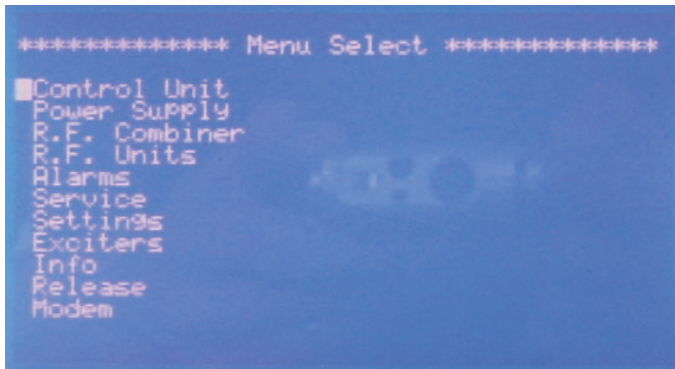 ************* Menu Select *************
Control Unit
Power Supply
R.F. Combiner
R.F. Units
Alarms
Service
Settings
Exciters
Info
Release
Modem